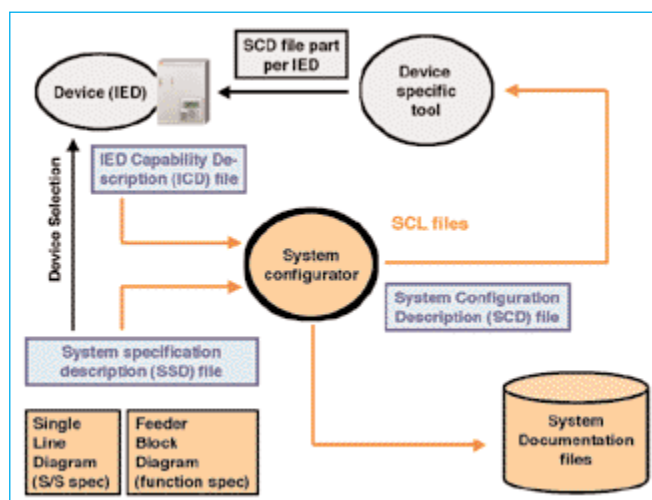 SCD file part
per IED
Device (IED)
Device
specific
tool
IED Capability De-
scription (ICD) file
Device Selection
SCL files
System
configurator
System Configuration
Description (SCD) file
System specification
description (SSD) file
Single
Line
Diagram
(S/S spec)
Feeder
Block
Diagram
(function spec)
System
Documentation
files